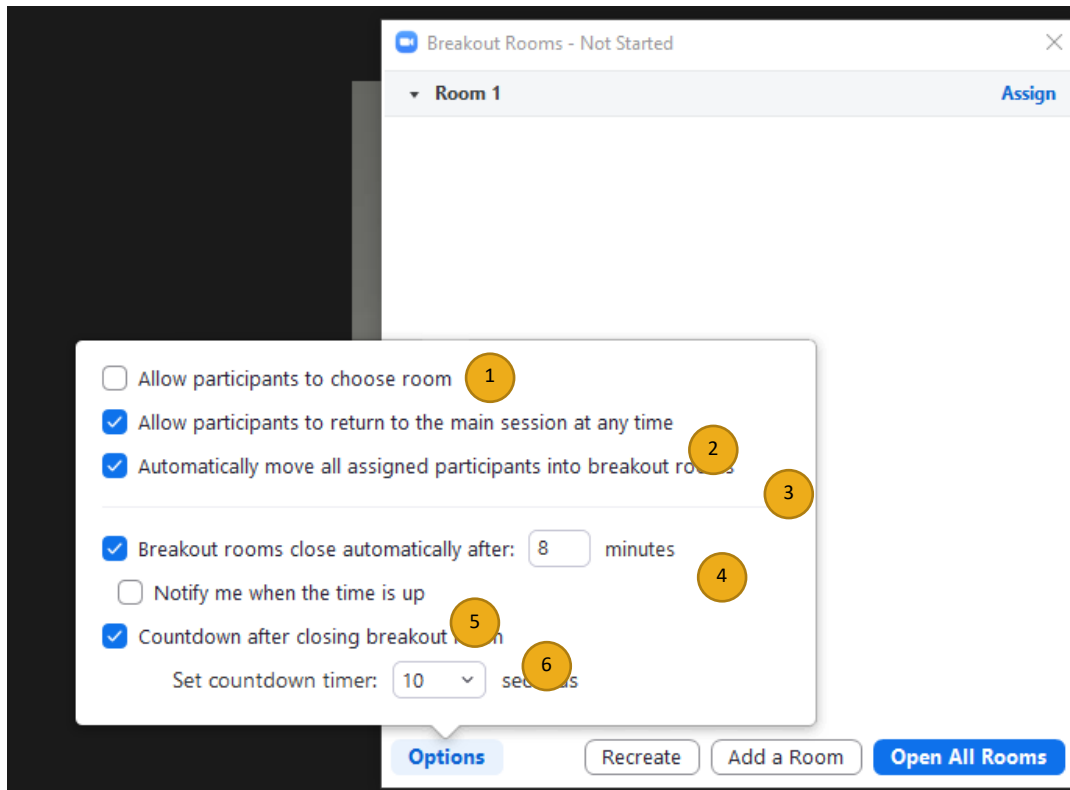 Breakout Rooms - Not Started
Room 1 Assign
Allow participants to choose room 1
Allow participants to return to the main session at any time
2
Automatically move all assigned participants into breakout rooms
3
Breakout rooms close automatically after: 8 minutes
4
Notify me when the time is up
5
Countdown after closing breakout room
6
Set countdown timer: 10 seconds
Options Recreate Add a Room Open All Rooms